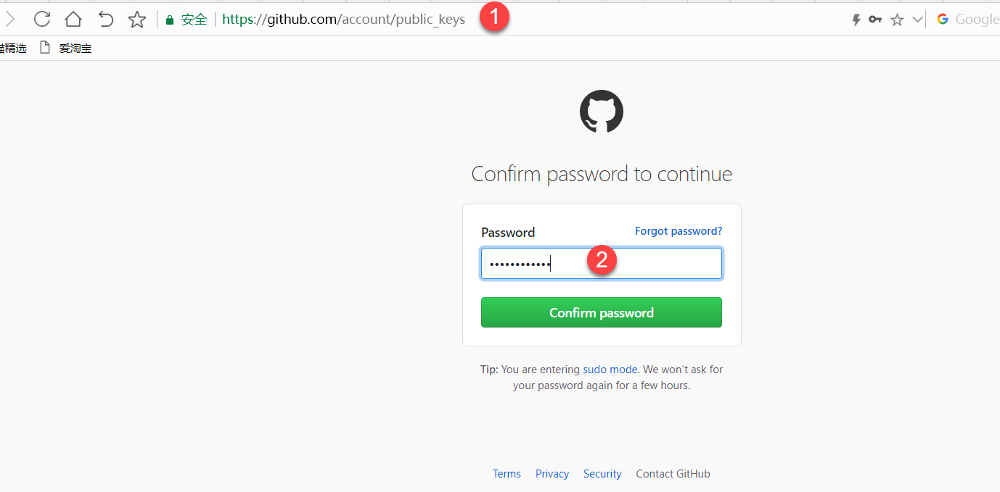 安全 https://github.com/account/public_keys 1 Google
猫精选 爱淘宝
Confirm password to continue
Password Forgot password?
•••••••••••• 2
Confirm password
Tip: You are entering sudo mode. We won't ask for
your password again for a few hours.
Terms Privacy Security Contact GitHub